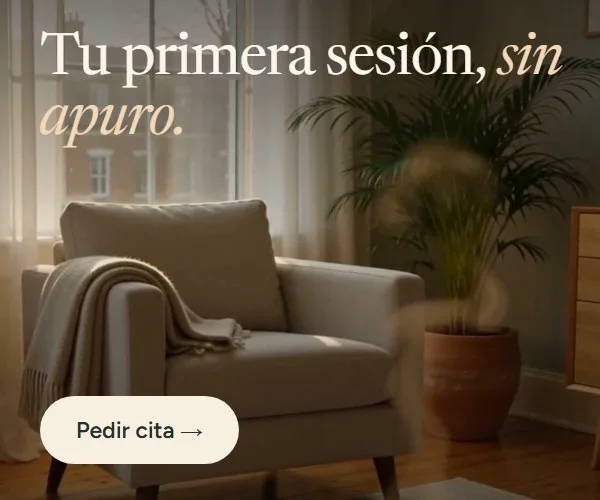 Tu primera sesión, sin
apuro.
Pedir cita →